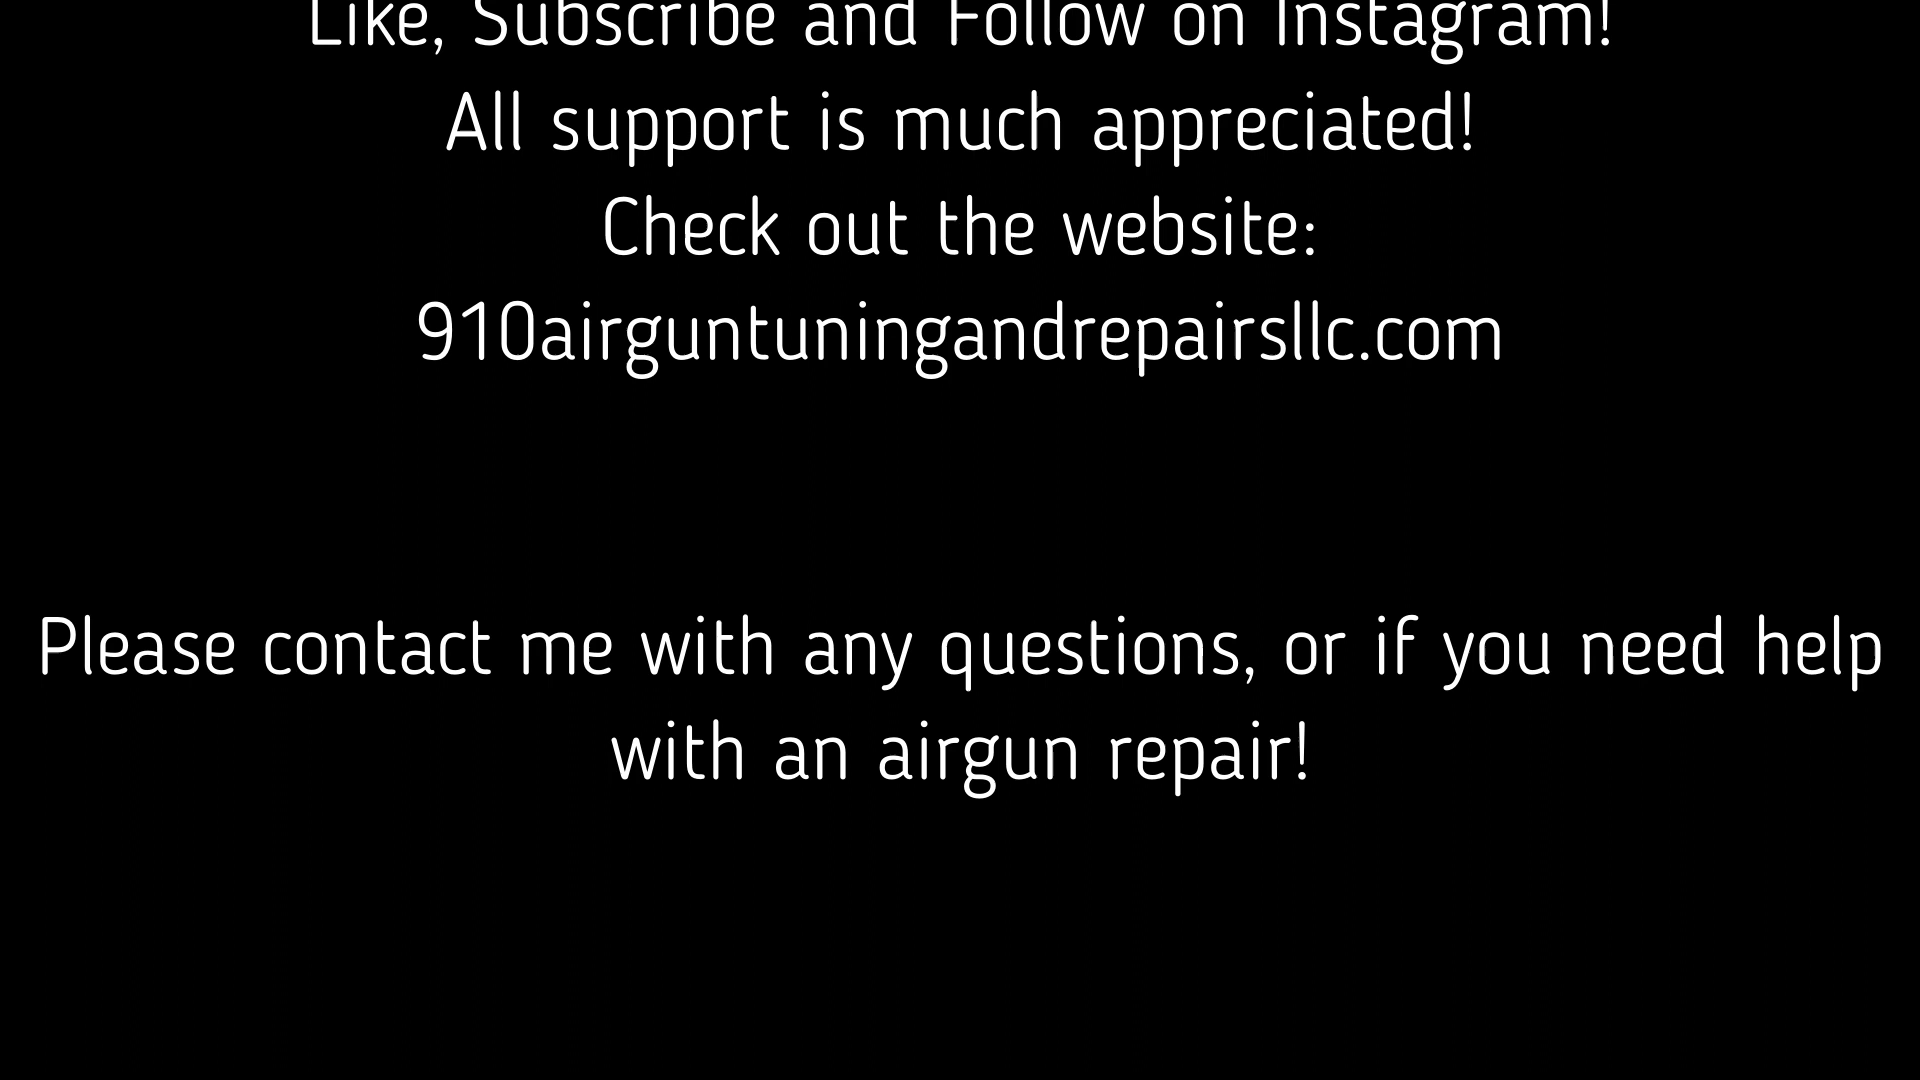 Like, Subscribe and Follow on Instagram!
All support is much appreciated!
Check out the website:
910airguntuningandrepairsllc.com
Please contact me with any questions, or if you need help
with an airgun repair!